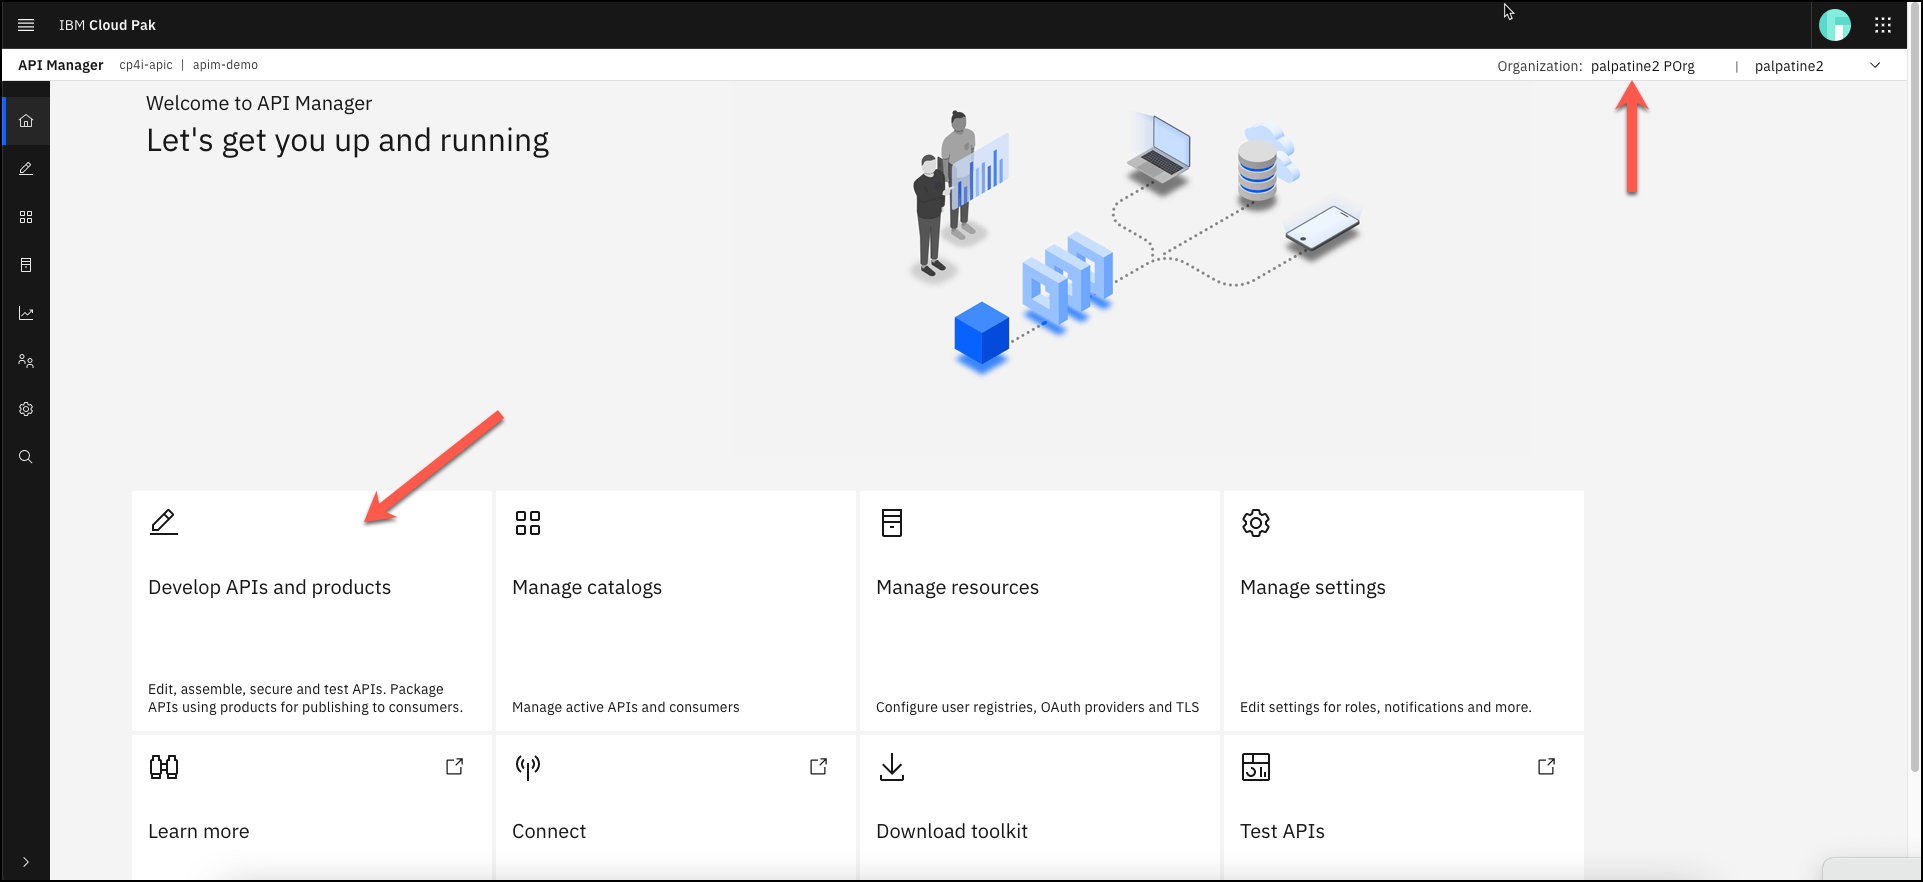 IBM Cloud Pak
API Manager cp4i-apic | apim-demo Organization: palpatine2 POrg | palpatine2
Welcome to API Manager
Let's get you up and running
Develop APIs and products
Edit, assemble, secure and test APIs. Package
APIs using products for publishing to consumers.
Manage catalogs
Manage active APIs and consumers
Manage resources
Configure user registries, OAuth providers and TLS
Manage settings
Edit settings for roles, notifications and more.
Learn more
Connect
Download toolkit
Test APIs